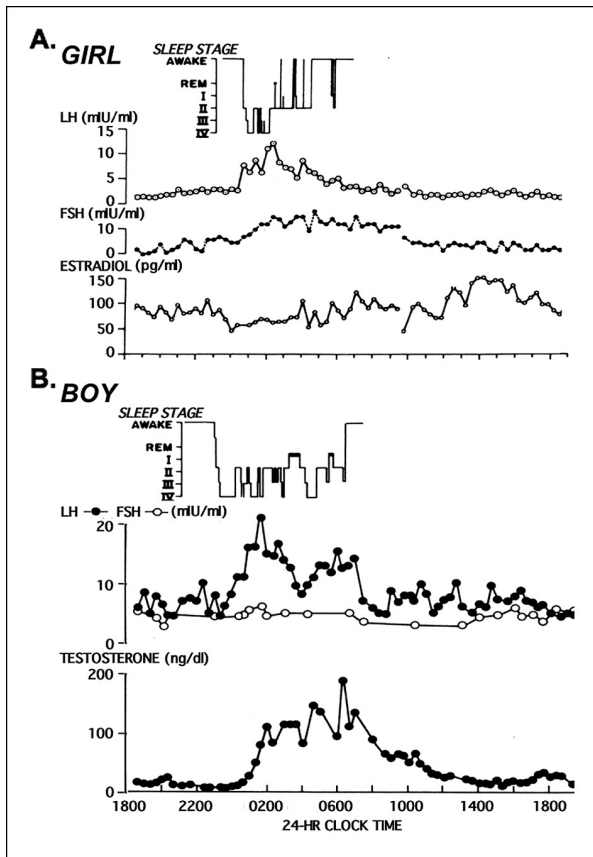 A. GIRL
SLEEP STAGE
AWAKE
REM
I
II
III
IV
LH (mIU/ml)
15
10
5
0
FSH (mIU/ml)
10
0
ESTRADIOL (pg/ml)
150
100
50
0
B. BOY
SLEEP STAGE
AWAKE
REM
I
II
III
IV
LH FSH (mIU/ml)
20
10
0
TESTOSTERONE (ng/dl)
200
100
0
1800 2200 0200 0600 1000 1400 1800
24-HR CLOCK TIME